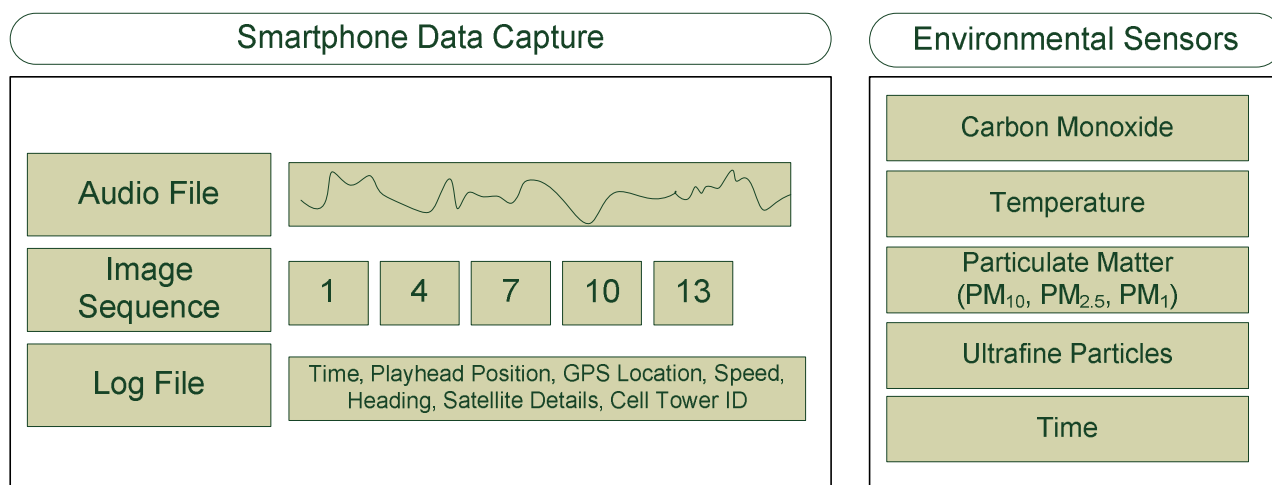 Smartphone Data Capture
Audio File
Image
Sequence
1 4 7 10 13
Log File
Time, Playhead Position, GPS Location, Speed,
Heading, Satellite Details, Cell Tower ID
Environmental Sensors
Carbon Monoxide
Temperature
Particulate Matter
(PM₁₀, PM₂.₅, PM₁)
Ultrafine Particles
Time